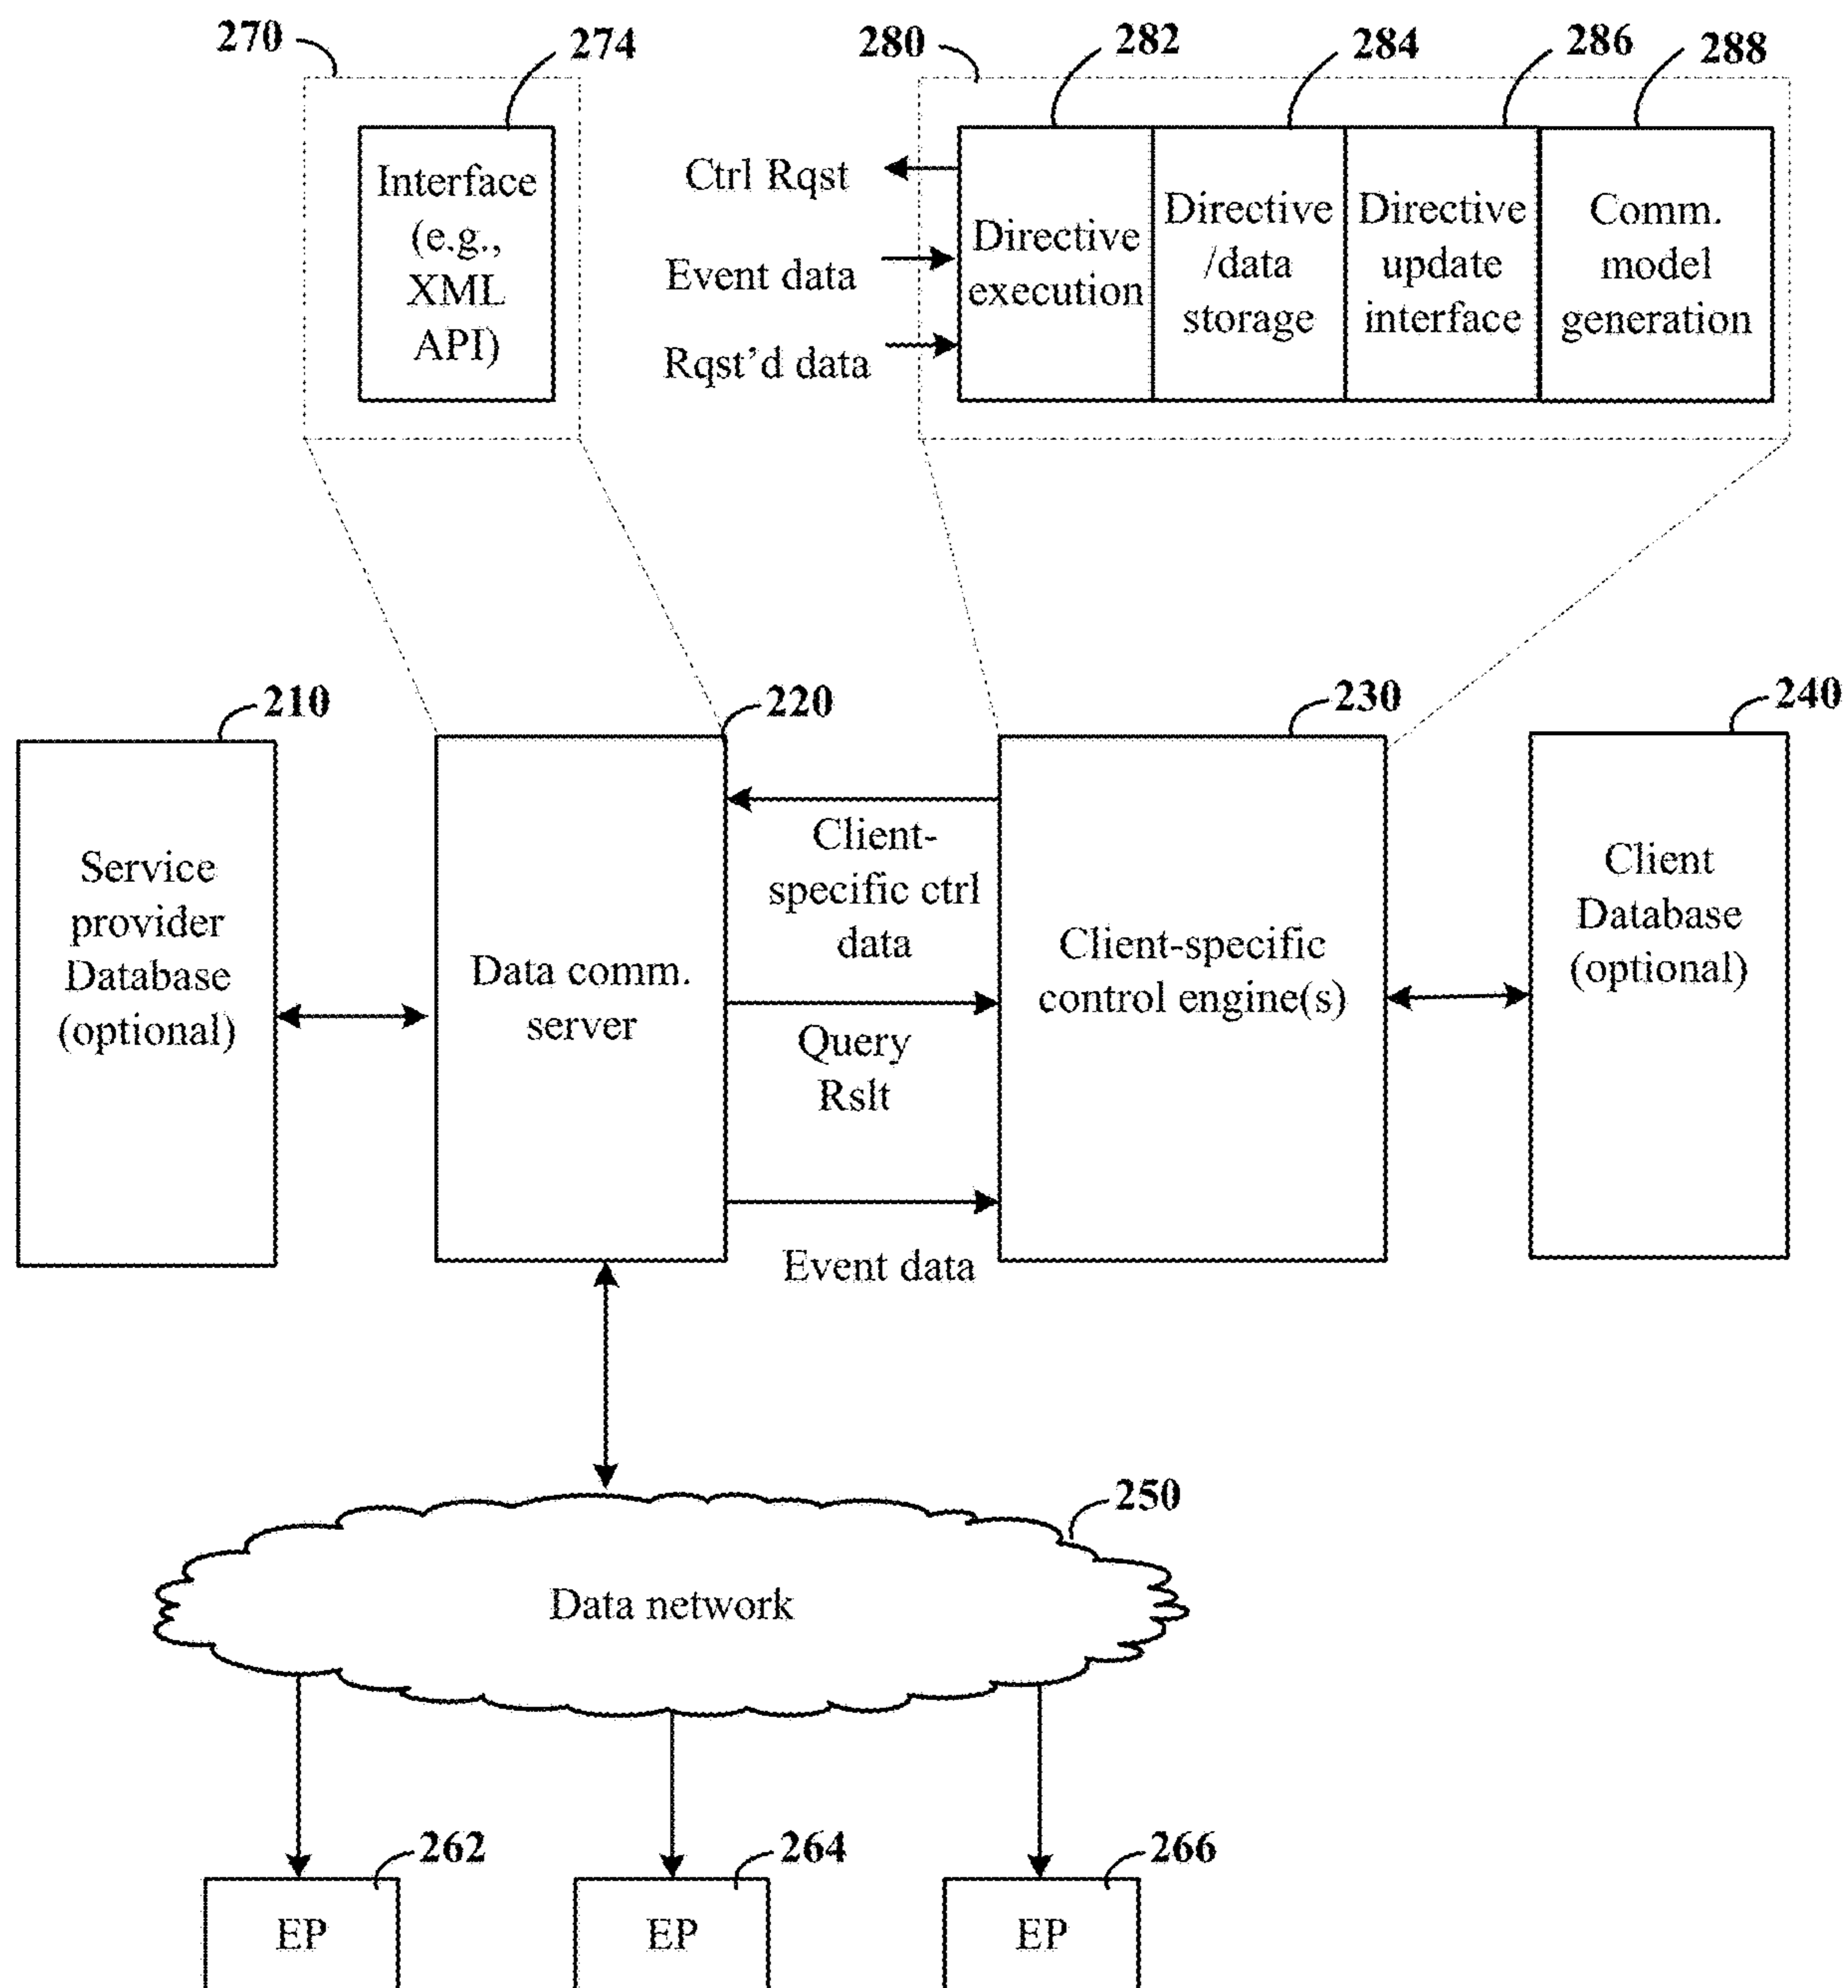 270
274
280
282
284
286
288
Interface
(e.g.,
XML
API)
Ctrl Rqst
Event data
Rqst'd data
Directive
execution
Directive
/data
storage
Directive
update
interface
Comm.
model
generation
210
220
230
240
Service
provider
Database
(optional)
Data comm.
server
Client-
specific ctrl
data
Query
Rslt
Event data
Client-specific
control engine(s)
Client
Database
(optional)
250
Data network
262
264
266
EP
EP
EP